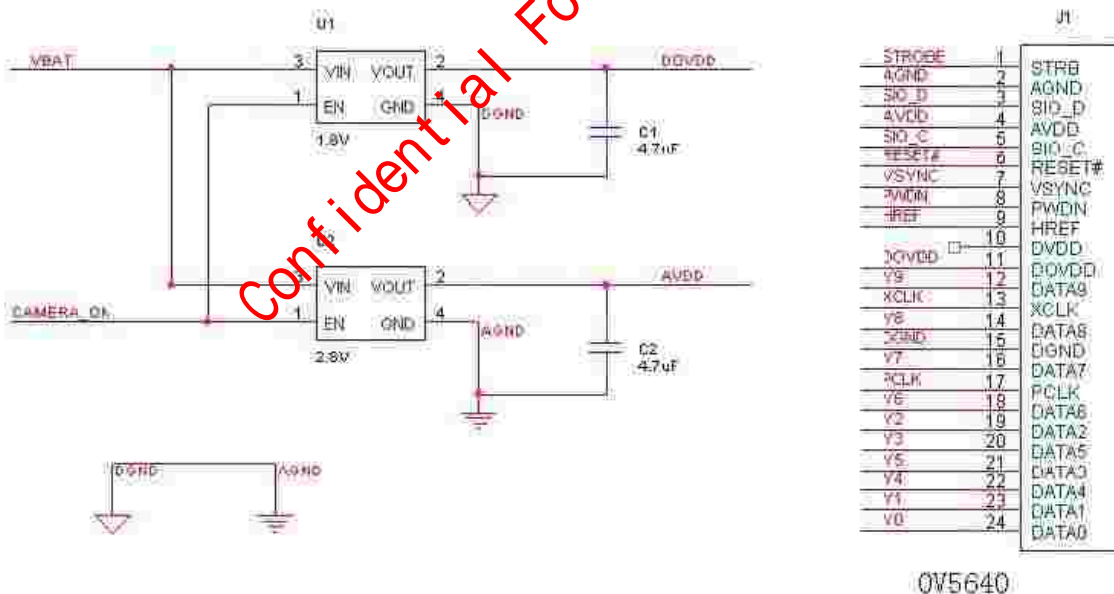 U1
VBAT
3
VIN
VOUT
2
DOVDD
1
EN
GND
4
DGND
1.8V
C1
4.7uF
Confidential Fo
U2
3
VIN
VOUT
2
AVDD
CAMERA_ON
1
EN
GND
4
AGND
2.8V
C2
4.7uF
DGND
AGND
J1
STROBE 1 STRB
AGND 2 AGND
SIO_D 3 SIO_D
AVDD 4 AVDD
SIO_C 5 SIO_C
RESET# 6 RESET#
VSYNC 7 VSYNC
PWDN 8 PWDN
HREF 9 HREF
10 DVDD
DOVDD 11 DOVDD
Y9 12 DATA9
XCLK 13 XCLK
Y8 14 DATA8
DGND 15 DGND
Y7 16 DATA7
PCLK 17 PCLK
Y6 18 DATA6
Y2 19 DATA2
Y3 20 DATA5
Y5 21 DATA3
Y4 22 DATA4
Y1 23 DATA1
Y0 24 DATA0
OV5640